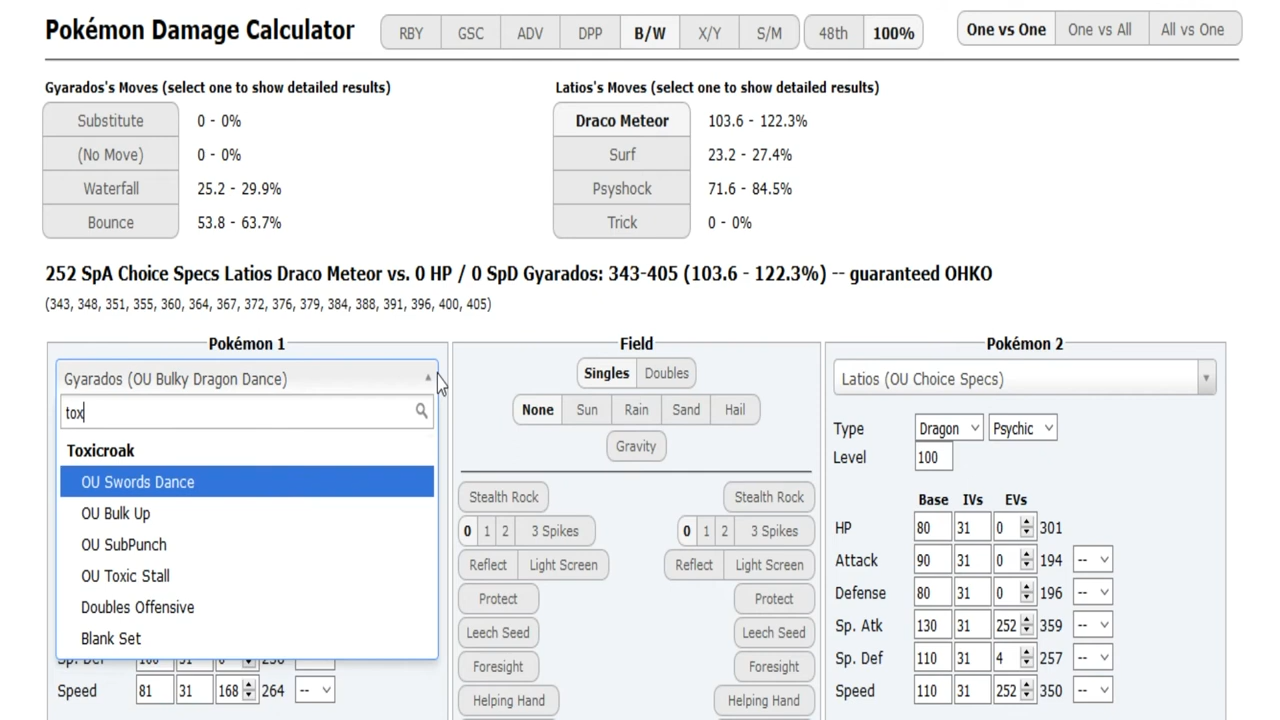 Pokémon Damage Calculator RBY GSC ADV DPP B/W X/Y S/M 48th 100% One vs One One vs All All vs One
Gyarados's Moves (select one to show detailed results) Latios's Moves (select one to show detailed results)
Substitute 0 - 0% Draco Meteor 103.6 - 122.3%
(No Move) 0 - 0% Surf 23.2 - 27.4%
Waterfall 25.2 - 29.9% Psyshock 71.6 - 84.5%
Bounce 53.8 - 63.7% Trick 0 - 0%
252 SpA Choice Specs Latios Draco Meteor vs. 0 HP / 0 SpD Gyarados: 343-405 (103.6 - 122.3%) -- guaranteed OHKO
(343, 348, 351, 355, 360, 364, 367, 372, 376, 379, 384, 388, 391, 396, 400, 405)
Pokémon 1
Gyarados (OU Bulky Dragon Dance)
tox
Toxicroak
OU Swords Dance
OU Bulk Up
OU SubPunch
OU Toxic Stall
Doubles Offensive
Blank Set
Speed 81 31 168 264 --
Field
Singles Doubles
None Sun Rain Sand Hail
Gravity
Stealth Rock Stealth Rock
0 1 2 3 Spikes 0 1 2 3 Spikes
Reflect Light Screen Reflect Light Screen
Protect Protect
Leech Seed Leech Seed
Foresight Foresight
Helping Hand Helping Hand
Pokémon 2
Latios (OU Choice Specs)
Type Dragon Psychic
Level 100
Base IVs EVs
HP 80 31 0 301
Attack 90 31 0 194 --
Defense 80 31 0 196 --
Sp. Atk 130 31 252 359 --
Sp. Def 110 31 4 257 --
Speed 110 31 252 350 --